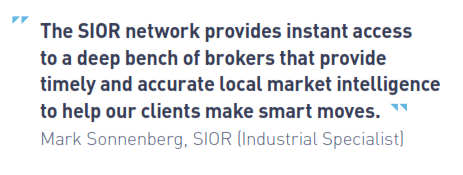 The SIOR network provides instant access
to a deep bench of brokers that provide
timely and accurate local market intelligence
to help our clients make smart moves.
Mark Sonnenberg, SIOR (Industrial Specialist)